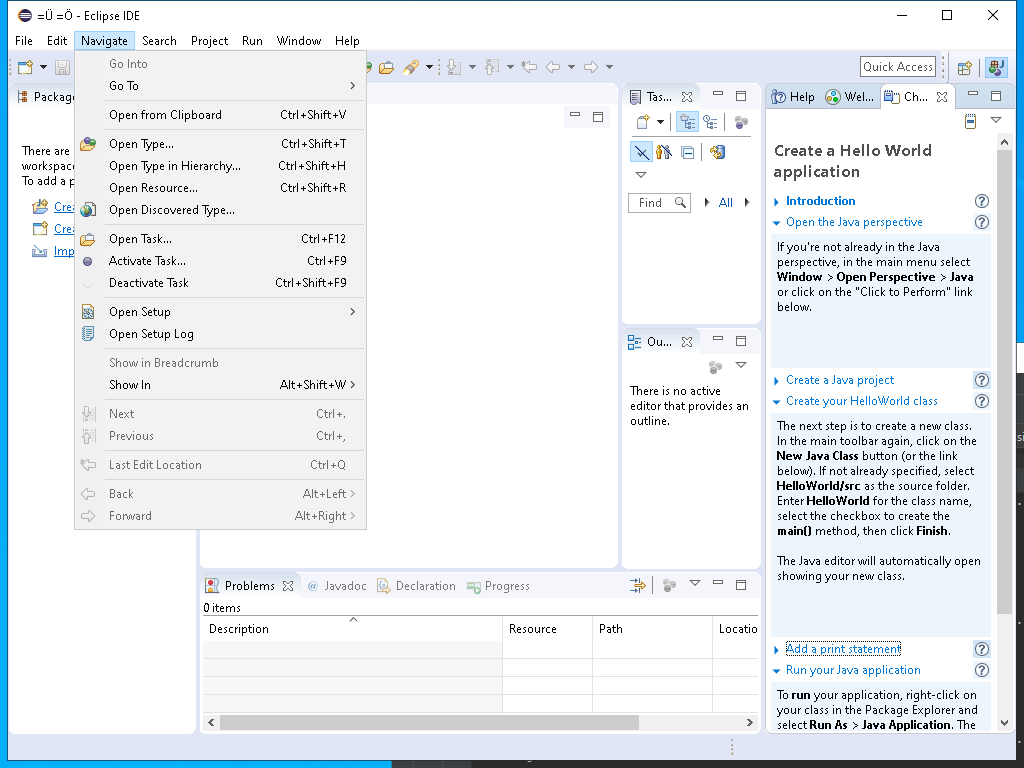 =Ü =Ö - Eclipse IDE
File Edit Navigate Search Project Run Window Help
Quick Access
Go Into
Go To
Open from Clipboard Ctrl+Shift+V
Open Type... Ctrl+Shift+T
Open Type in Hierarchy... Ctrl+Shift+H
Open Resource... Ctrl+Shift+R
Open Discovered Type...
Open Task... Ctrl+F12
Activate Task... Ctrl+F9
Deactivate Task Ctrl+Shift+F9
Open Setup
Open Setup Log
Show in Breadcrumb
Show In Alt+Shift+W
Next Ctrl+.
Previous Ctrl+,
Last Edit Location Ctrl+Q
Back Alt+Left
Forward Alt+Right
Package
There are
workspac
To add a p
Crea
Crea
Imp
Tas...
Find All
Ou...
There is no active
editor that provides an
outline.
Problems @ Javadoc Declaration Progress
0 items
Description Resource Path Locatio
Help Wel... Ch...
Create a Hello World
application
Introduction
Open the Java perspective
If you're not already in the Java
perspective, in the main menu select
Window > Open Perspective > Java
or click on the "Click to Perform" link
below.
Create a Java project
Create your HelloWorld class
The next step is to create a new class.
In the main toolbar again, click on the
New Java Class button (or the link
below). If not already specified, select
HelloWorld/src as the source folder.
Enter HelloWorld for the class name,
select the checkbox to create the
main() method, then click Finish.
The Java editor will automatically open
showing your new class.
Add a print statement
Run your Java application
To run your application, right-click on
your class in the Package Explorer and
select Run As > Java Application. The